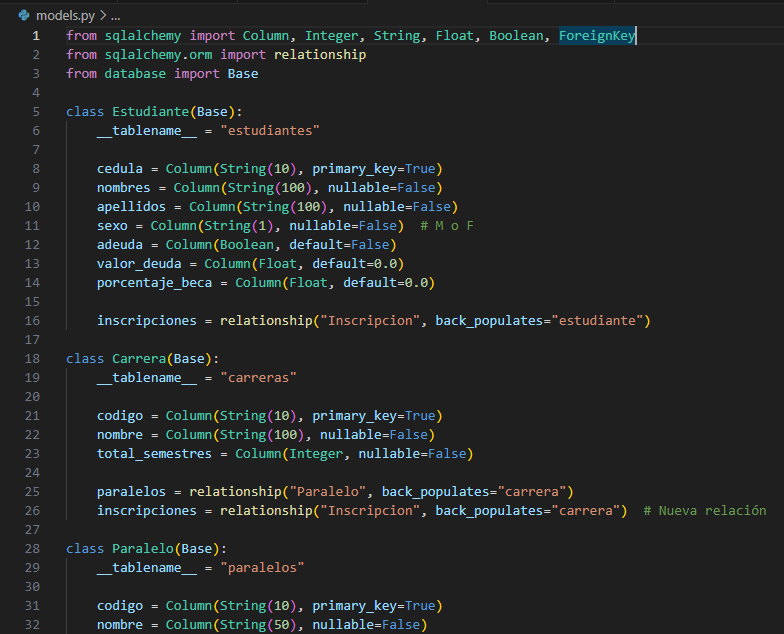 models.py > ...
1 from sqlalchemy import Column, Integer, String, Float, Boolean, ForeignKey
2 from sqlalchemy.orm import relationship
3 from database import Base
4
5 class Estudiante(Base):
6     __tablename__ = "estudiantes"
7
8     cedula = Column(String(10), primary_key=True)
9     nombres = Column(String(100), nullable=False)
10     apellidos = Column(String(100), nullable=False)
11     sexo = Column(String(1), nullable=False)  # M o F
12     adeuda = Column(Boolean, default=False)
13     valor_deuda = Column(Float, default=0.0)
14     porcentaje_beca = Column(Float, default=0.0)
15
16     inscripciones = relationship("Inscripcion", back_populates="estudiante")
17
18 class Carrera(Base):
19     __tablename__ = "carreras"
20
21     codigo = Column(String(10), primary_key=True)
22     nombre = Column(String(100), nullable=False)
23     total_semestres = Column(Integer, nullable=False)
24
25     paralelos = relationship("Paralelo", back_populates="carrera")
26     inscripciones = relationship("Inscripcion", back_populates="carrera")  # Nueva relación
27
28 class Paralelo(Base):
29     __tablename__ = "paralelos"
30
31     codigo = Column(String(10), primary_key=True)
32     nombre = Column(String(50), nullable=False)